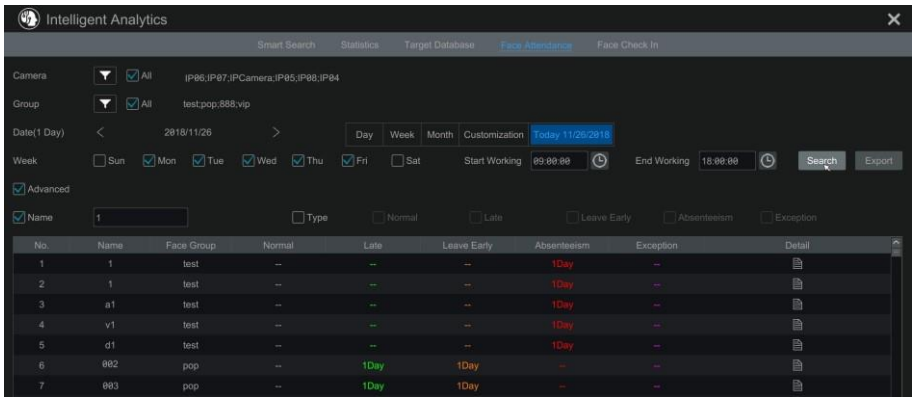 Intelligent Analytics
Smart Search Statistics Target Database Face Attendance Face Check In
Camera All IP06;IP07;IPCamera;IP05;IP08;IP04
Group All test;pop;888;vip
Date(1 Day) < 2018/11/26 > Day Week Month Customization Today 11/26/2018
Week Sun Mon Tue Wed Thu Fri Sat Start Working 09:00:00 End Working 18:00:00 Search Export
Advanced
Name 1 Type Normal Late Leave Early Absenteeism Exception
No. Name Face Group Normal Late Leave Early Absenteeism Exception Detail
1 1 test -- -- -- 1Day --
2 1 test -- -- -- 1Day --
3 a1 test -- -- -- 1Day --
4 v1 test -- -- -- 1Day --
5 d1 test -- -- -- 1Day --
6 002 pop -- 1Day 1Day -- --
7 003 pop -- 1Day 1Day -- --